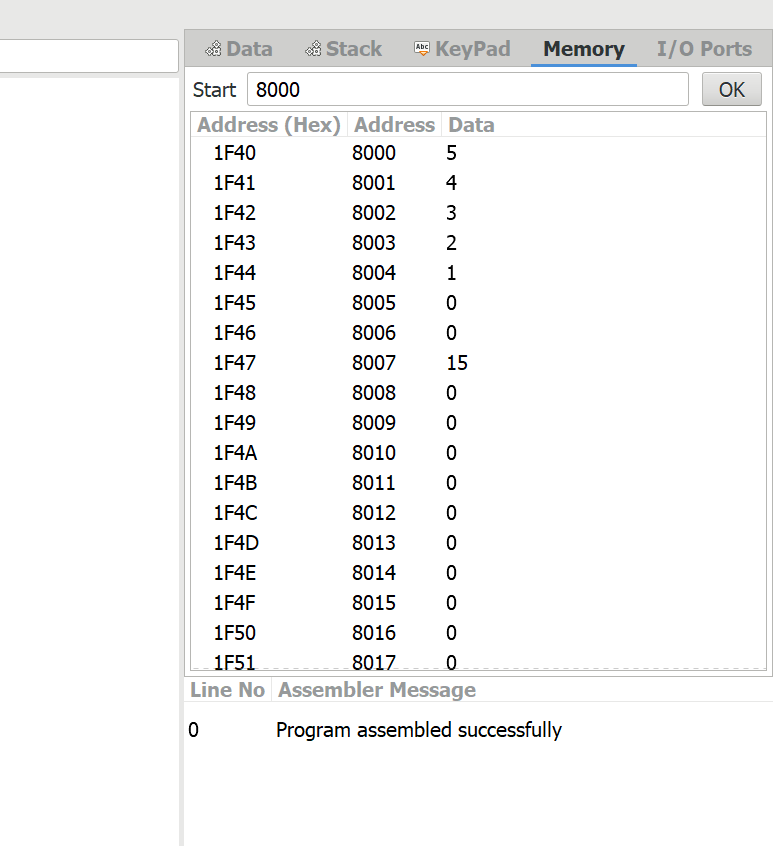 Data Stack Abc KeyPad Memory I/O Ports
Start 8000 OK
Address (Hex) Address Data
1F40 8000 5
1F41 8001 4
1F42 8002 3
1F43 8003 2
1F44 8004 1
1F45 8005 0
1F46 8006 0
1F47 8007 15
1F48 8008 0
1F49 8009 0
1F4A 8010 0
1F4B 8011 0
1F4C 8012 0
1F4D 8013 0
1F4E 8014 0
1F4F 8015 0
1F50 8016 0
1F51 8017 0
Line No Assembler Message
0 Program assembled successfully